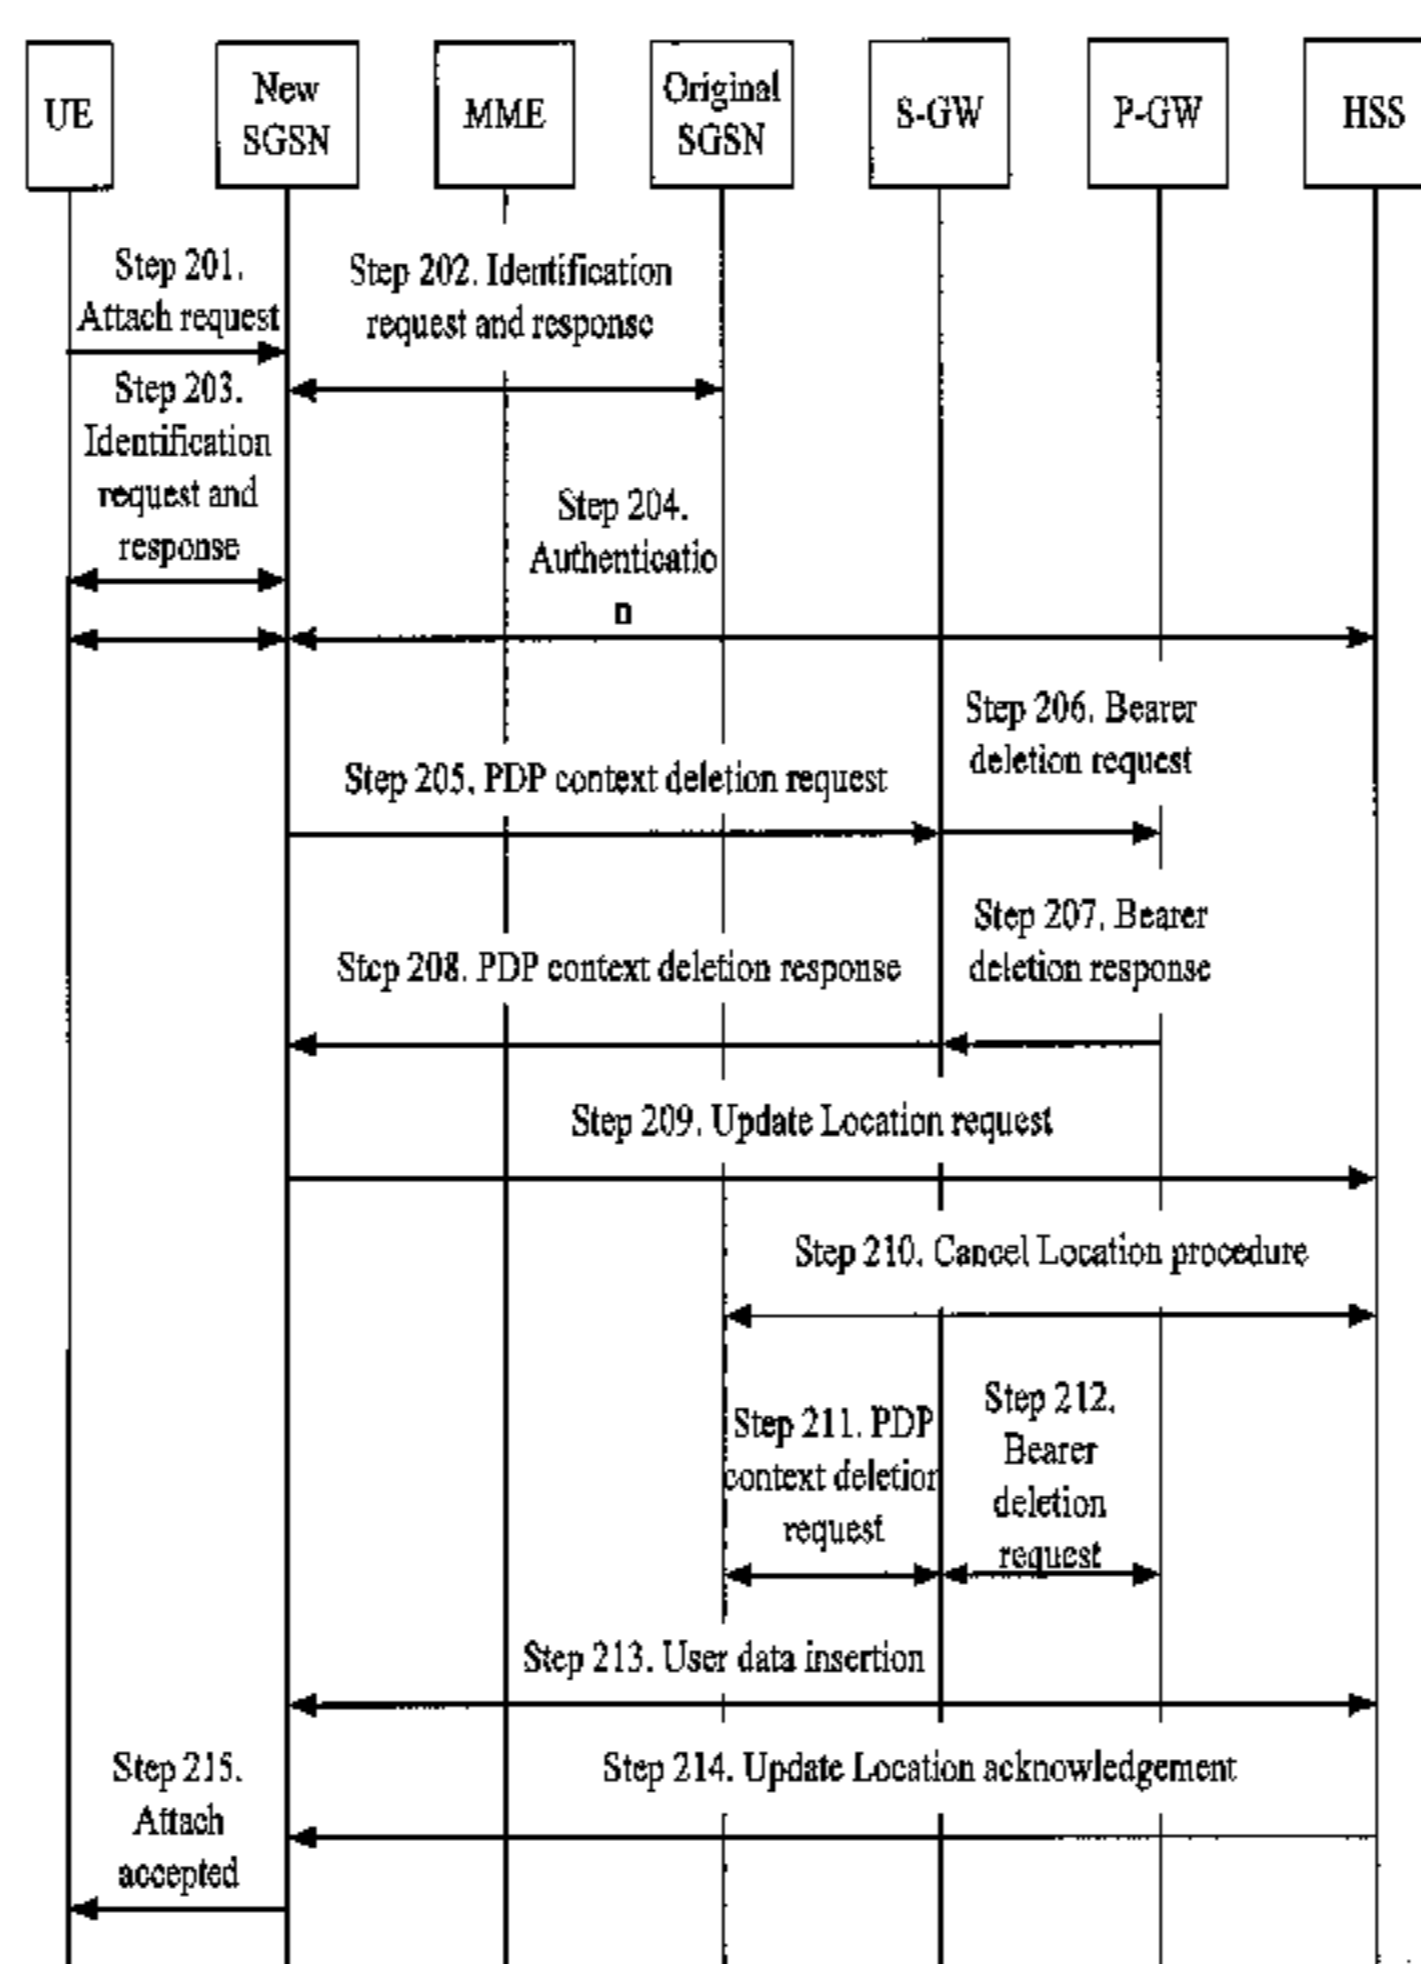 UE
New
SGSN
MME
Original
SGSN
S-GW
P-GW
HSS
Step 201.
Attach request
Step 202. Identification
request and response
Step 203.
Identification
request and
response
Step 204.
Authenticatio
n
Step 206. Bearer
deletion request
Step 205. PDP context deletion request
Step 207. Bearer
deletion response
Step 208. PDP context deletion response
Step 209. Update Location request
Step 210. Cancel Location procedure
Step 211. PDP
context deletion
request
Step 212.
Bearer
deletion
request
Step 213. User data insertion
Step 214. Update Location acknowledgement
Step 215.
Attach
accepted